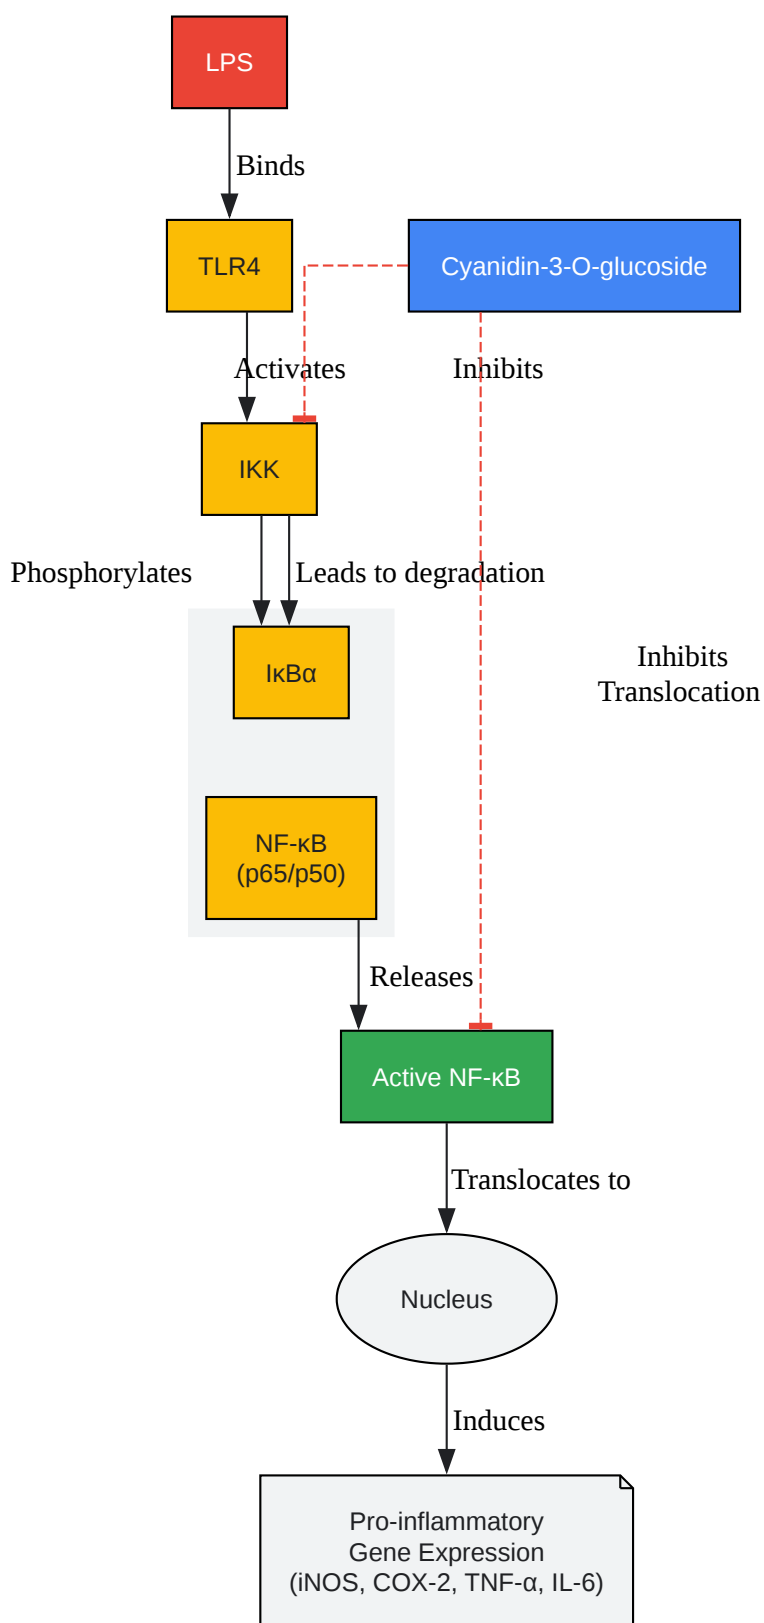 LPS
Binds
TLR4
Cyanidin-3-O-glucoside
Activates
Inhibits
IKK
Phosphorylates
Leads to degradation
IκBα
Inhibits
Translocation
NF-κB
(p65/p50)
Releases
Active NF-κB
Translocates to
Nucleus
Induces
Pro-inflammatory
Gene Expression
(iNOS, COX-2, TNF-α, IL-6)